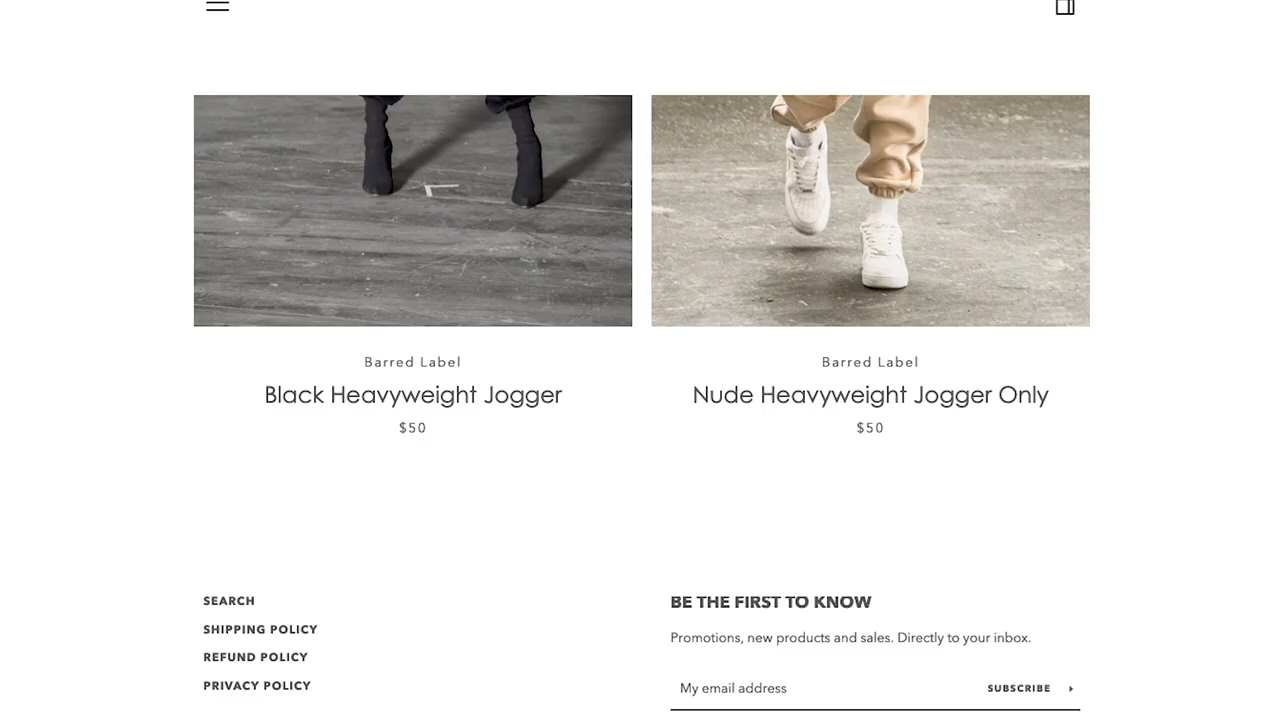 Barred Label
Black Heavyweight Jogger
$50
Barred Label
Nude Heavyweight Jogger Only
$50
SEARCH
SHIPPING POLICY
REFUND POLICY
PRIVACY POLICY
BE THE FIRST TO KNOW
Promotions, new products and sales. Directly to your inbox.
My email address
SUBSCRIBE